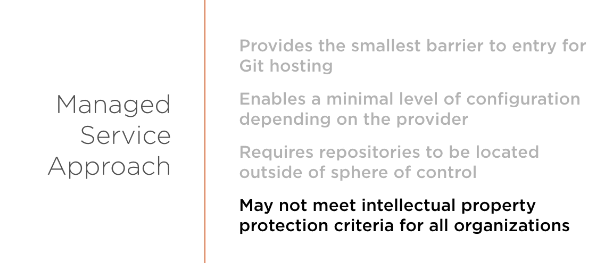 Managed
Service
Approach
Provides the smallest barrier to entry for
Git hosting
Enables a minimal level of configuration
depending on the provider
Requires repositories to be located
outside of sphere of control
May not meet intellectual property
protection criteria for all organizations